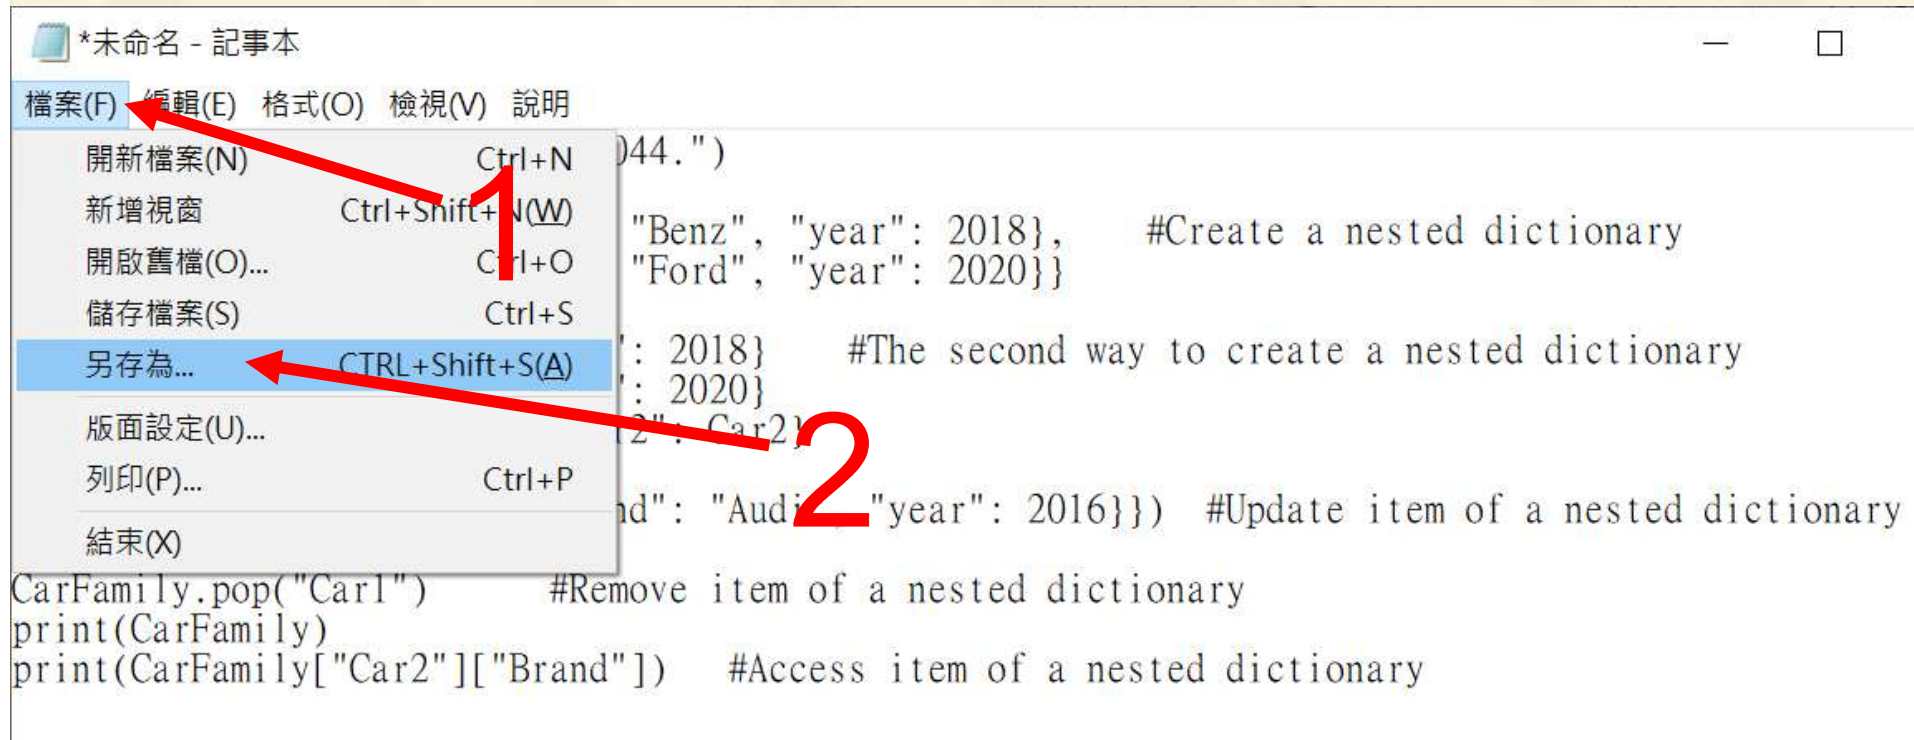 *未命名 - 記事本
檔案(F) 編輯(E) 格式(O) 檢視(V) 說明
開新檔案(N) Ctrl+N
新增視窗 Ctrl+Shift+N(W)
開啟舊檔(O)... Ctrl+O
儲存檔案(S) Ctrl+S
另存為... CTRL+Shift+S(A)
版面設定(U)...
列印(P)... Ctrl+P
結束(X)
1
2
044.")
"Benz", "year": 2018}, #Create a nested dictionary
"Ford", "year": 2020}}
": 2018} #The second way to create a nested dictionary
": 2020}
2": Car2}
nd": "Audi", "year": 2016}}) #Update item of a nested dictionary
CarFamily.pop("Car1") #Remove item of a nested dictionary
print(CarFamily)
print(CarFamily["Car2"]["Brand"]) #Access item of a nested dictionary